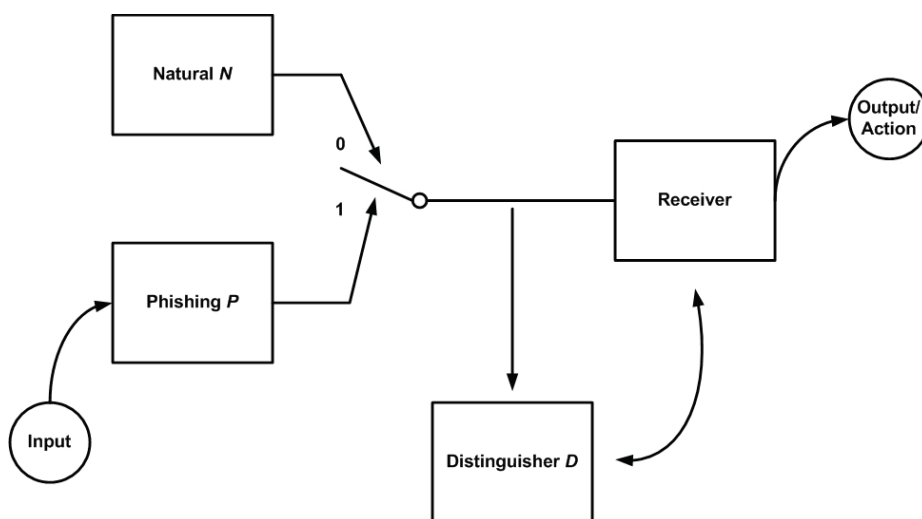 Natural N
0
1
Phishing P
Input
Receiver
Output/
Action
Distinguisher D